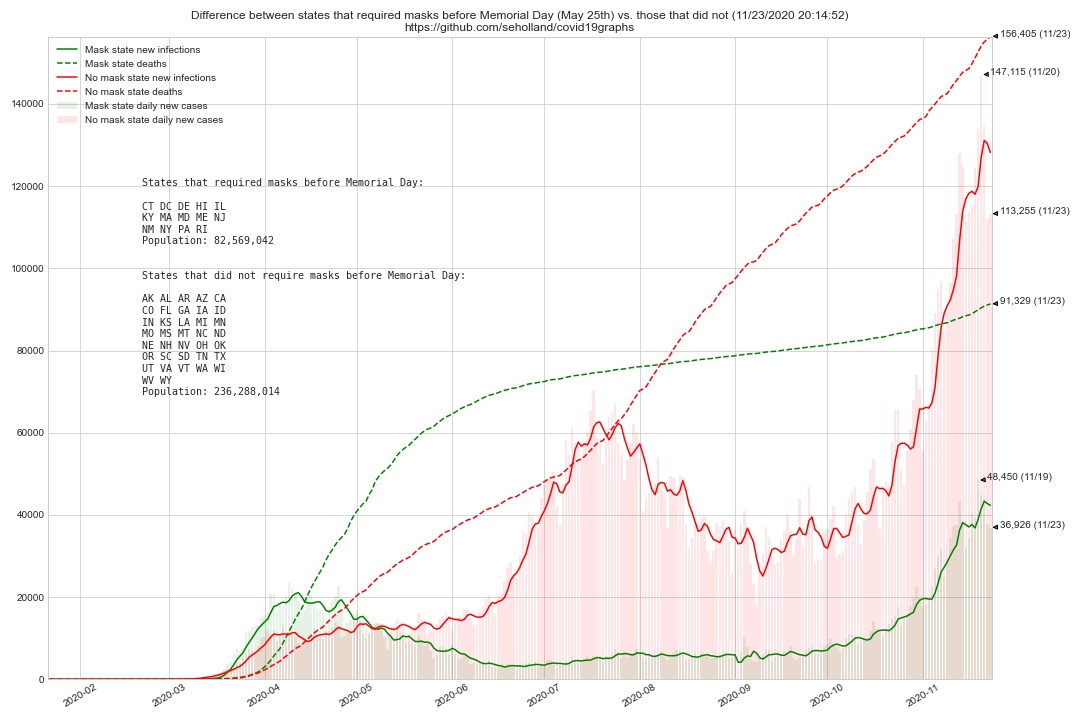 Difference between states that required masks before Memorial Day (May 25th) vs. those that did not (11/23/2020 20:14:52)
https://github.com/seholland/covid19graphs
Mask state new infections
Mask state deaths
No mask state new infections
No mask state deaths
Mask state daily new cases
No mask state daily new cases
156,405 (11/23)
147,115 (11/20)
113,255 (11/23)
91,329 (11/23)
48,450 (11/19)
36,926 (11/23)
States that required masks before Memorial Day:
CT DC DE HI IL
KY MA MD ME NJ
NM NY PA RI
Population: 82,569,042
States that did not require masks before Memorial Day:
AK AL AR AZ CA
CO FL GA IA ID
IN KS LA MI MN
MO MS MT NC ND
NE NH NV OH OK
OR SC SD TN TX
UT VA VT WA WI
WV WY
Population: 236,288,014
140000
120000
100000
80000
60000
40000
20000
0
2020-02
2020-03
2020-04
2020-05
2020-06
2020-07
2020-08
2020-09
2020-10
2020-11